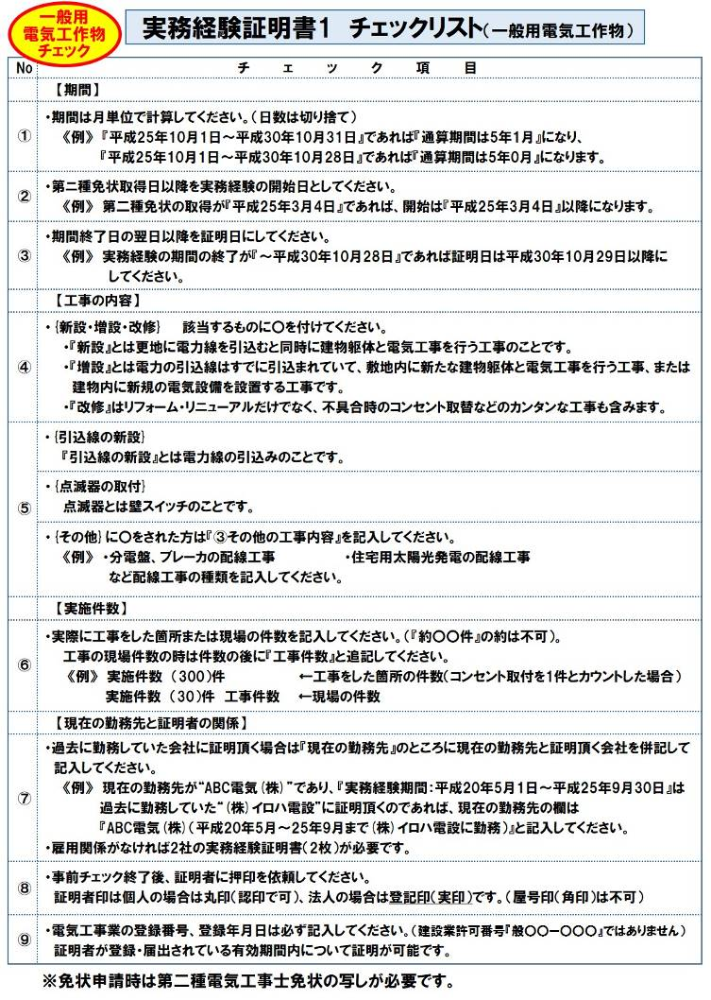 一般用
電気工作物
チェック
実務経験証明書1 チェックリスト（一般用電気工作物）
No チェック項目
【期間】
① ・期間は月単位で計算してください。（日数は切り捨て）
《例》『平成25年10月1日～平成30年10月31日』であれば『通算期間は5年1月』になり、
『平成25年10月1日～平成30年10月28日』であれば『通算期間は5年0月』になります。
② ・第二種免状取得日以降を実務経験の開始日としてください。
《例》 第二種免状の取得が『平成25年3月4日』であれば、開始は『平成25年3月4日』以降になります。
③ ・期間終了日の翌日以降を証明日にしてください。
《例》 実務経験の期間の終了が『～平成30年10月28日』であれば証明日は平成30年10月29日以降に
してください。
【工事の内容】
④ ・｛新設・増設・改修｝ 該当するものに〇を付けてください。
・『新設』とは更地に電力線を引込むと同時に建物躯体と電気工事を行う工事のことです。
・『増設』とは電力の引込線はすでに引込まれていて、敷地内に新たな建物躯体と電気工事を行う工事、または
建物内に新規の電気設備を設置する工事です。
・『改修』はリフォーム・リニューアルだけでなく、不具合時のコンセント取替などのカンタンな工事も含みます。
⑤ ・｛引込線の新設｝
『引込線の新設』とは電力線の引込みのことです。
・｛点滅器の取付｝
点滅器とは壁スイッチのことです。
・｛その他｝に〇をされた方は『③その他の工事内容』を記入してください。
《例》 ・分電盤、ブレーカの配線工事 ・住宅用太陽光発電の配線工事
など配線工事の種類を記入してください。
【実施件数】
⑥ ・実際に工事をした箇所または現場の件数を記入してください。（『約〇〇件』の約は不可）。
工事の現場件数の時は件数の後に『工事件数』と追記してください。
《例》 実施件数 （300）件 ←工事をした箇所の件数（コンセント取付を1件とカウントした場合）
実施件数 （30）件 工事件数 ←現場の件数
【現在の勤務先と証明者の関係】
⑦ ・過去に勤務していた会社に証明頂く場合は『現在の勤務先』のところに現在の勤務先と証明頂く会社を併記して
記入してください。
《例》 現在の勤務先が“ABC電気（株）”であり、『実務経験期間：平成20年5月1日～平成25年9月30日』は
過去に勤務していた“（株）イロハ電設”に証明頂くのであれば、現在の勤務先の欄は
『ABC電気（株）（平成20年5月～25年9月まで（株）イロハ電設に勤務）』と記入してください。
・雇用関係がなければ2社の実務経験証明書（2枚）が必要です。
⑧ ・事前チェック終了後、証明者に押印を依頼してください。
証明者印は個人の場合は丸印（認印で可）、法人の場合は登記印（実印）です。（屋号印（角印）は不可）
⑨ ・電気工事業の登録番号、登録年月日は必ず記入してください。（建設業許可番号『般〇〇ー〇〇〇』ではありません）
証明者が登録・届出されている有効期間内について証明が可能です。
※免状申請時は第二種電気工事士免状の写しが必要です。